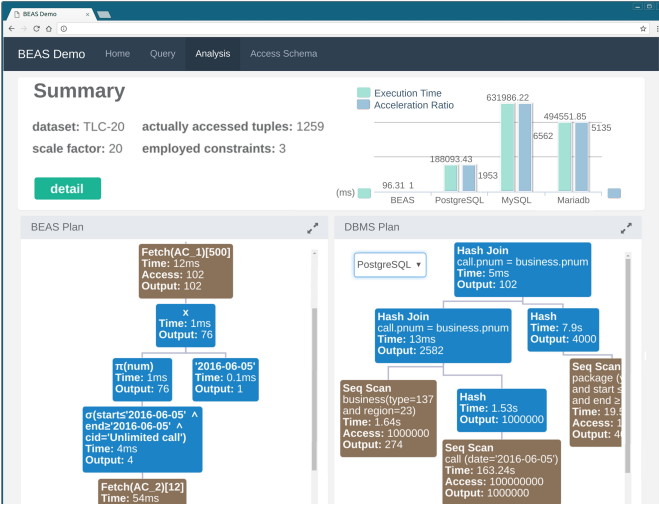 BEAS Demo
BEAS Demo Home Query Analysis Access Schema
Summary
dataset: TLC-20 actually accessed tuples: 1259
scale factor: 20 employed constraints: 3
detail
Execution Time
Acceleration Ratio
631986.22
494551.85
6562
5135
188093.43
1953
96.31 1
(ms)
BEAS PostgreSQL MySQL Mariadb
BEAS Plan
Fetch(AC_1)[500]
Time: 12ms
Access: 102
Output: 102
x
Time: 1ms
Output: 76
π(num)
Time: 1ms
Output: 76
'2016-06-05'
Time: 0.1ms
Output: 1
σ(start≤'2016-06-05' ^
end≥'2016-06-05' ^
cid='Unlimited call')
Time: 4ms
Output: 4
Fetch(AC_2)[12]
Time: 54ms
DBMS Plan
PostgreSQL
Hash Join
call.pnum = business.pnum
Time: 5ms
Output: 102
Hash Join
call.pnum = business.pnum
Time: 13ms
Output: 2582
Hash
Time: 7.9s
Output: 4000
Seq Scan
business(type=137
and region=23)
Time: 1.64s
Access: 1000000
Output: 274
Hash
Time: 1.53s
Output: 1000000
Seq Scan
package (
and start ≤
and end ≥
Time: 19.5
Access: 1
Output: 4
Seq Scan
call (date='2016-06-05')
Time: 163.24s
Access: 100000000
Output: 1000000